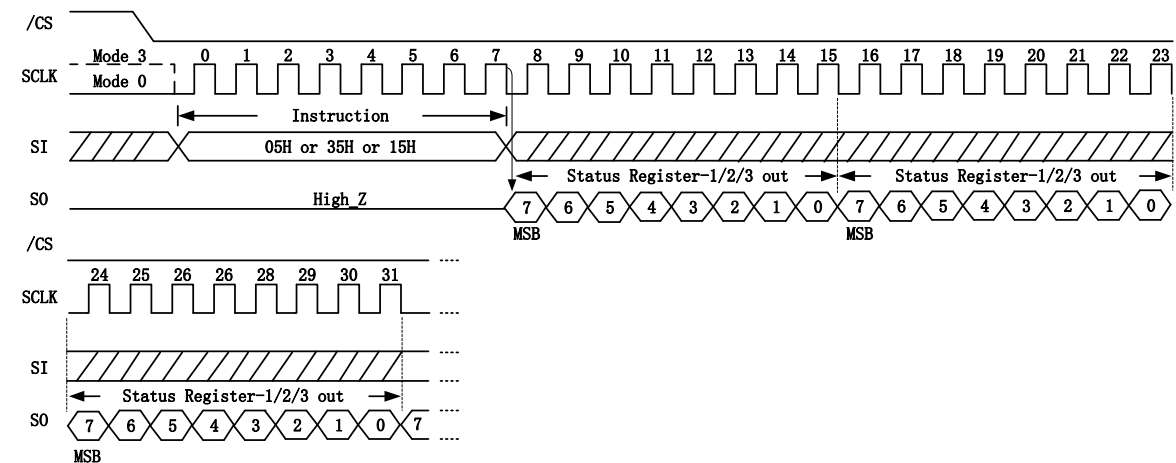 /CS
Mode 3 0 1 2 3 4 5 6 7 8 9 10 11 12 13 14 15 16 17 18 19 20 21 22 23
SCLK
Mode 0
Instruction
SI 05H or 35H or 15H
Status Register-1/2/3 out Status Register-1/2/3 out
SO High_Z 7 6 5 4 3 2 1 0 7 6 5 4 3 2 1 0
MSB MSB
/CS
24 25 26 26 28 29 30 31
SCLK
SI
Status Register-1/2/3 out
SO 7 6 5 4 3 2 1 0 7
MSB